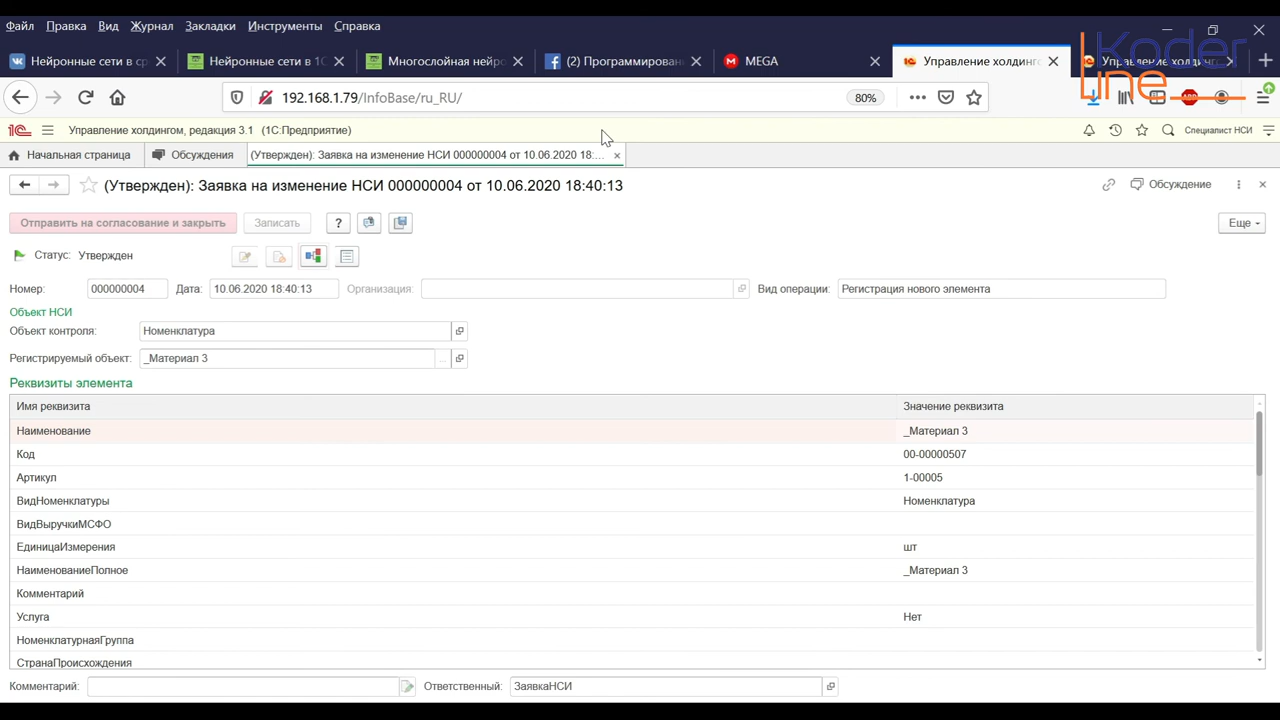 Файл Правка Вид Журнал Закладки Инструменты Справка
Нейронные сети в ср Нейронные сети в 1С Многослойная нейро (2) Программирован MEGA Управление холдинго Управление холдинго
Koder
line
192.168.1.79/InfoBase/ru_RU/ 80% ABP
1С Управление холдингом, редакция 3.1 (1С:Предприятие) Специалист НСИ
Начальная страница Обсуждения (Утвержден): Заявка на изменение НСИ 000000004 от 10.06.2020 18:...
(Утвержден): Заявка на изменение НСИ 000000004 от 10.06.2020 18:40:13 Обсуждение
Отправить на согласование и закрыть Записать ? Еще
Статус: Утвержден
Номер: 000000004 Дата: 10.06.2020 18:40:13 Организация: Вид операции: Регистрация нового элемента
Объект НСИ
Объект контроля: Номенклатура
Регистрируемый объект: _Материал 3 ...
Реквизиты элемента
Имя реквизита Значение реквизита
Наименование _Материал 3
Код 00-00000507
Артикул 1-00005
ВидНоменклатуры Номенклатура
ВидВыручкиМСФО
ЕдиницаИзмерения шт
НаименованиеПолное _Материал 3
Комментарий
Услуга Нет
НоменклатурнаяГруппа
СтранаПроисхождения
Комментарий: Ответственный: ЗаявкаНСИ